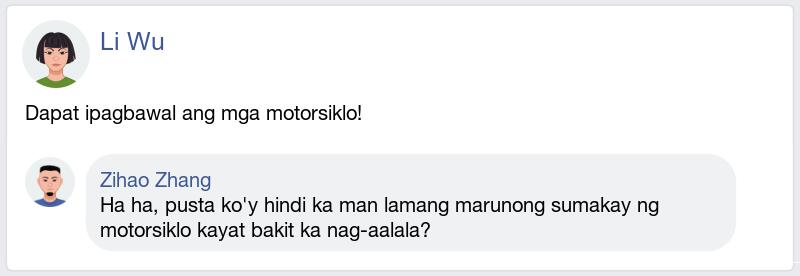 Li Wu
Dapat ipagbawal ang mga motorsiklo!
Zihao Zhang
Ha ha, pusta ko'y hindi ka man lamang marunong sumakay ng
motorsiklo kayat bakit ka nag-aalala?